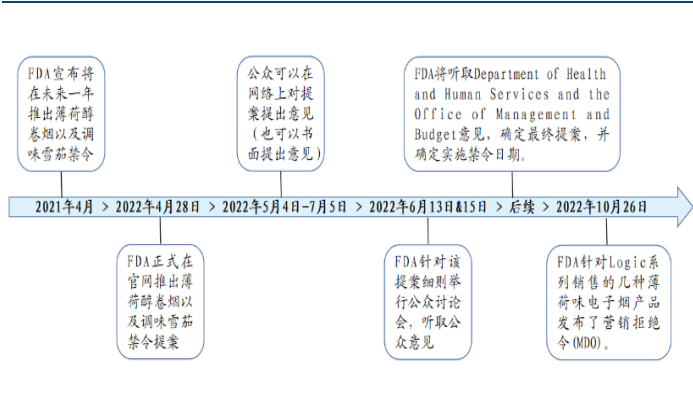 FDA宣布将
在未来一年
推出薄荷醇
卷烟以及调
味雪茄禁令
公众可以在
网络上对提
案提出意见
(也可以书
面提出意见)
FDA将听取Department of Health
and Human Services and the
Office of Management and
Budget意见，确定最终提案，并
确定实施禁令日期。
2021年4月 > 2022年4月28日 > 2022年5月4日-7月5日 > 2022年6月13日&15日 > 后续 > 2022年10月26日
FDA正式在
官网推出薄
荷醇卷烟以
及调味雪茄
禁令提案
FDA针对该
提案细则举
行公众讨论
会，听取公
众意见
FDA针对Logic系
列销售的几种薄
荷味电子烟产品
发布了营销拒绝
令(MDO)。